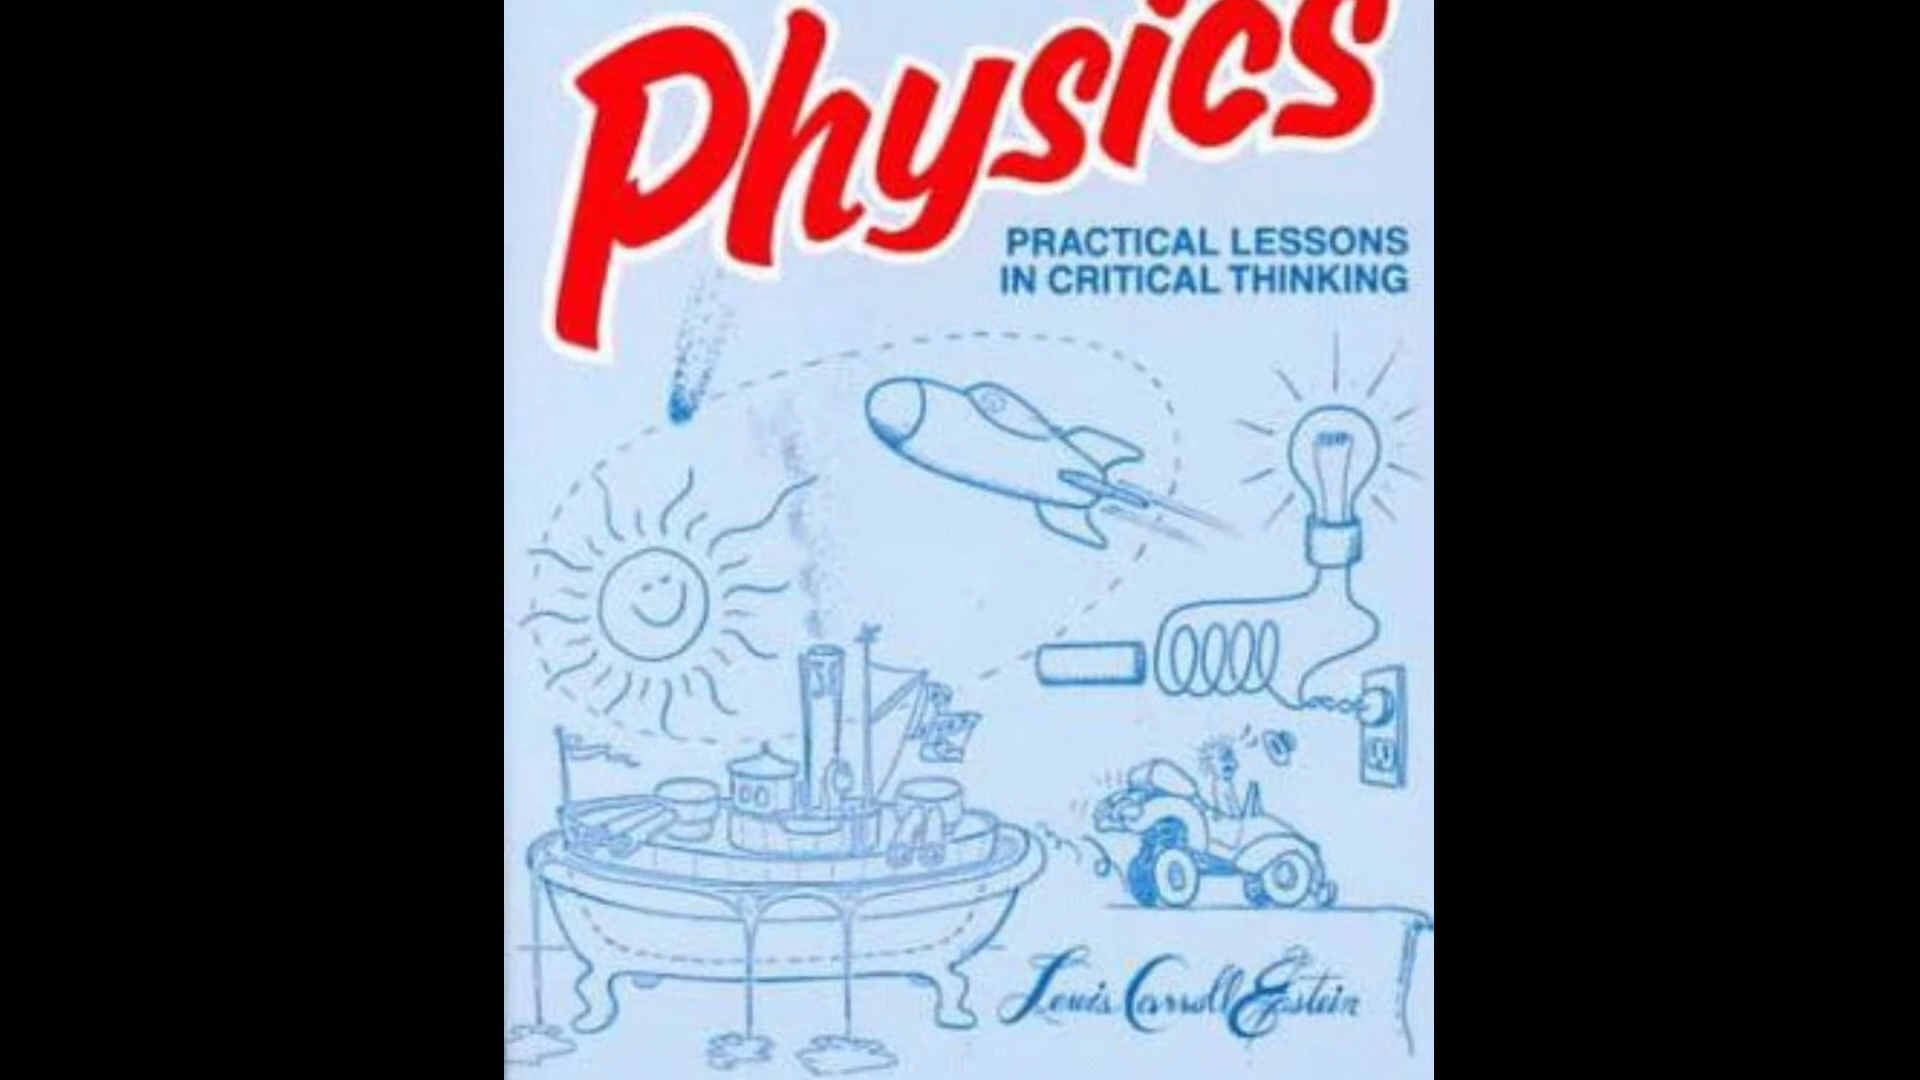 Physics
PRACTICAL LESSONS
IN CRITICAL THINKING
Lewis Carroll Epstein